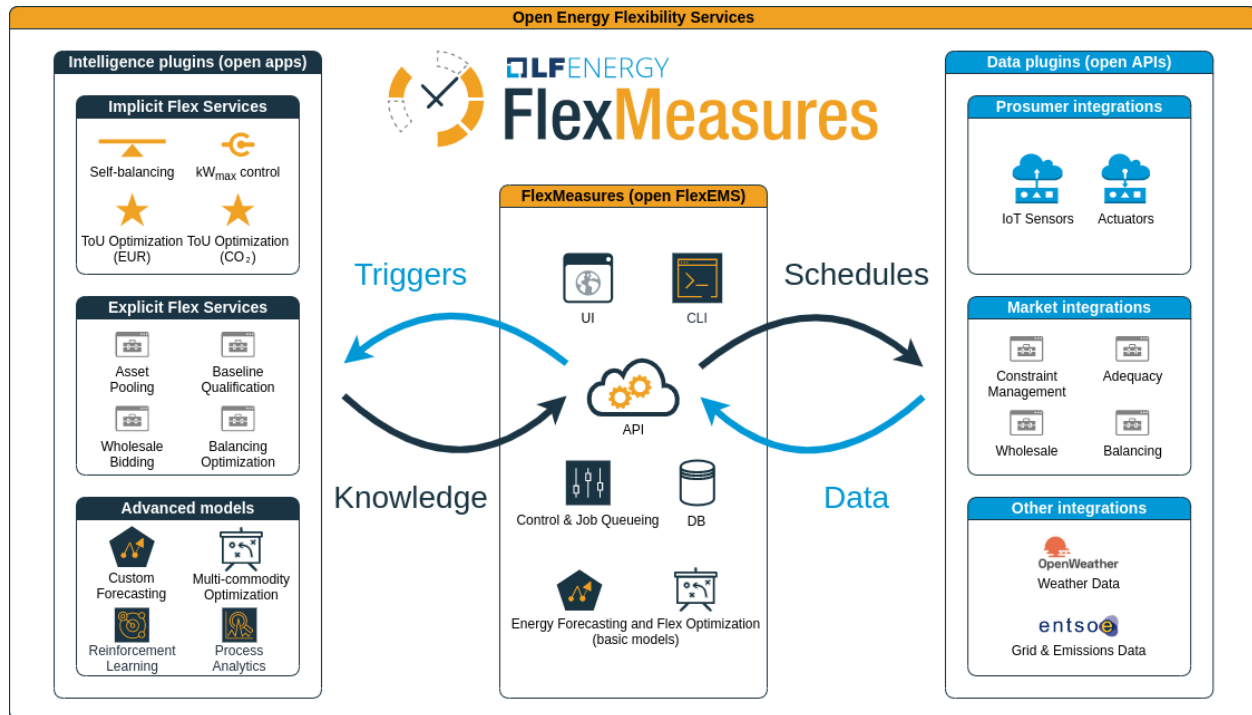 Open Energy Flexibility Services
Intelligence plugins (open apps)
Implicit Flex Services
Self-balancing
kWmax control
ToU Optimization
(EUR)
ToU Optimization
(CO₂)
Explicit Flex Services
Asset
Pooling
Baseline
Qualification
Wholesale
Bidding
Balancing
Optimization
Advanced models
Custom
Forecasting
Multi-commodity
Optimization
Reinforcement
Learning
Process
Analytics
LFENERGY
FlexMeasures
Triggers
Knowledge
FlexMeasures (open FlexEMS)
UI
CLI
API
Control & Job Queueing
DB
Energy Forecasting and Flex Optimization
(basic models)
Schedules
Data
Data plugins (open APIs)
Prosumer integrations
IoT Sensors
Actuators
Market integrations
Constraint
Management
Adequacy
Wholesale
Balancing
Other integrations
OpenWeather
Weather Data
entsoe
Grid & Emissions Data